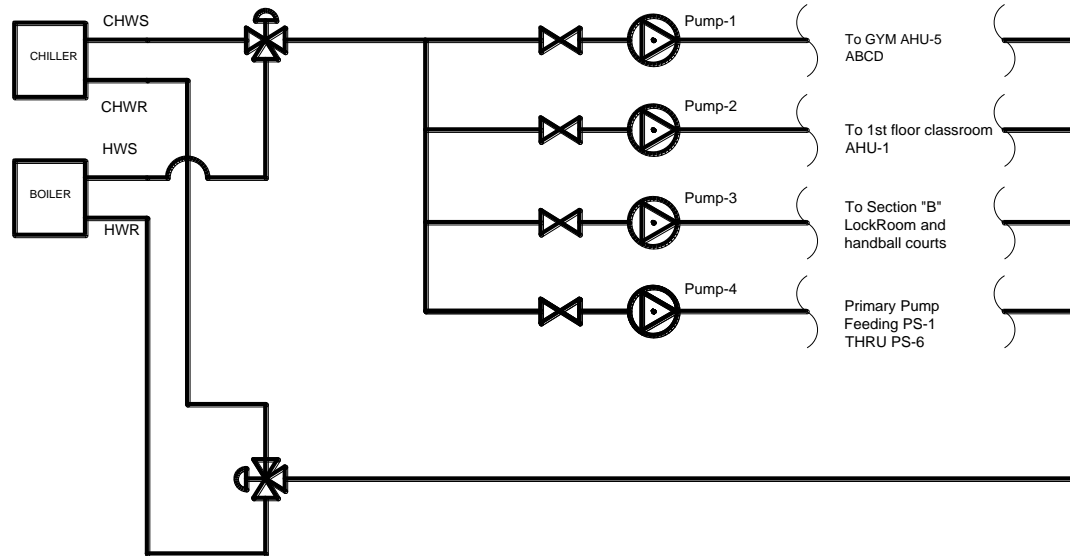 CHWS
CHILLER
CHWR
HWS
BOILER
HWR
Pump-1
To GYM AHU-5
ABCD
Pump-2
To 1st floor classroom
AHU-1
Pump-3
To Section "B"
LockRoom and
handball courts
Pump-4
Primary Pump
Feeding PS-1
THRU PS-6